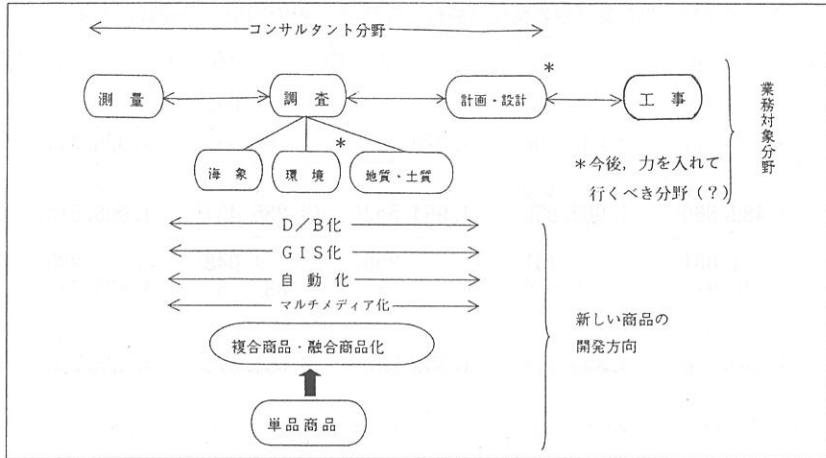 コンサルタント分野
測量
調査
計画・設計
*
工事
海象
環境
*
地質・土質
業務対象分野
*今後,力を入れて
行くべき分野(?)
D/B化
GIS化
自動化
マルチメディア化
複合商品・融合商品化
単品商品
新しい商品の
開発方向